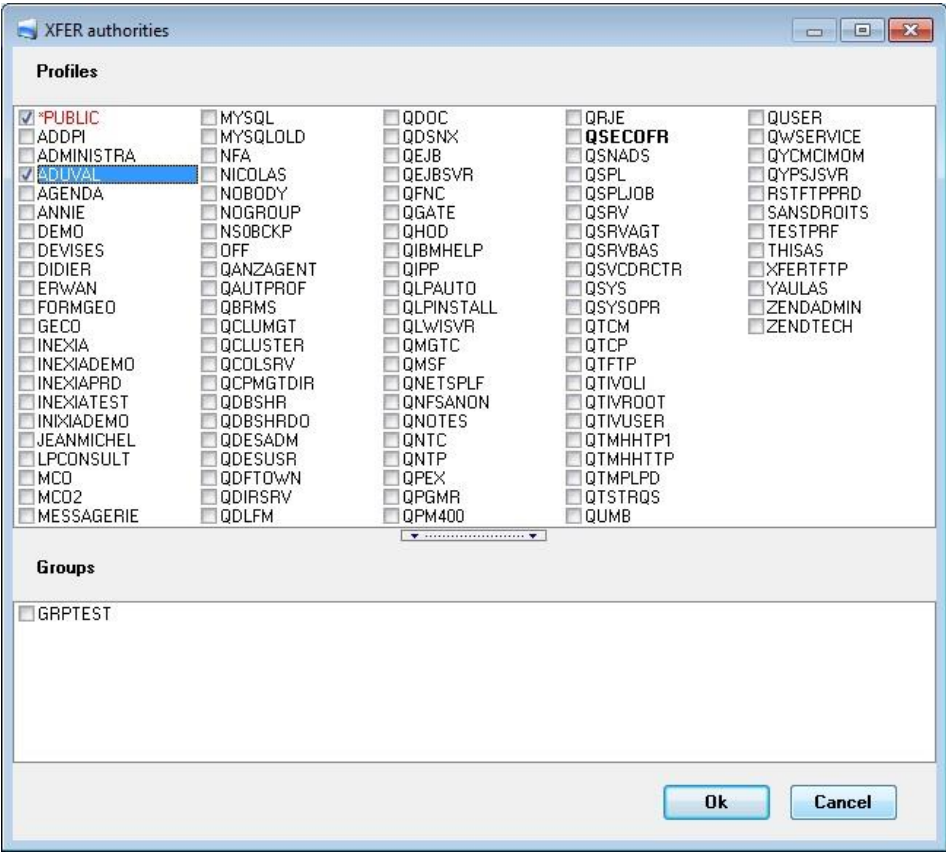 XFER authorities
Profiles
*PUBLIC
ADDPI
ADMINISTRA
ADUVAL
AGENDA
ANNIE
DEMO
DEVISES
DIDIER
ERWAN
FORMGEO
GECO
INEXIA
INEXIADEMO
INEXIAPRD
INEXIATEST
INIXIADEMO
JEANMICHEL
LPCONSULT
MCO
MCO2
MESSAGERIE
MYSQL
MYSQLOLD
NFA
NICOLAS
NOBODY
NOGROUP
NS0BCKP
OFF
QANZAGENT
QAUTPROF
QBRMS
QCLUMGT
QCLUSTER
QCOLSRV
QCPMGTDIR
QDBSHR
QDBSHRDO
QDESADM
QDESUSR
QDFTOWN
QDIRSRV
QDLFM
QDOC
QDSNX
QEJB
QEJBSVR
QFNC
QGATE
QHOD
QIBMHELP
QIPP
QLPAUTO
QLPINSTALL
QLWISVR
QMGTC
QMSF
QNETSPLF
QNFSANON
QNOTES
QNTC
QNTP
QPEX
QPGMR
QPM400
QRJE
QSECOFR
QSNADS
QSPL
QSPLJOB
QSRV
QSRVAGT
QSRVBAS
QSVCDRCTR
QSYS
QSYSOPR
QTCM
QTCP
QTFTP
QTIVOLI
QTIVROOT
QTIVUSER
QTMHHTP1
QTMHHTTP
QTMPLPD
QTSTRQS
QUMB
QUSER
QWSERVICE
QYCMCIMOM
QYPSJSVR
RSTFTPPRD
SANSDROITS
TESTPRF
THISAS
XFERTFTP
YAULAS
ZENDADMIN
ZENDTECH
Groups
GRPTEST
Ok
Cancel